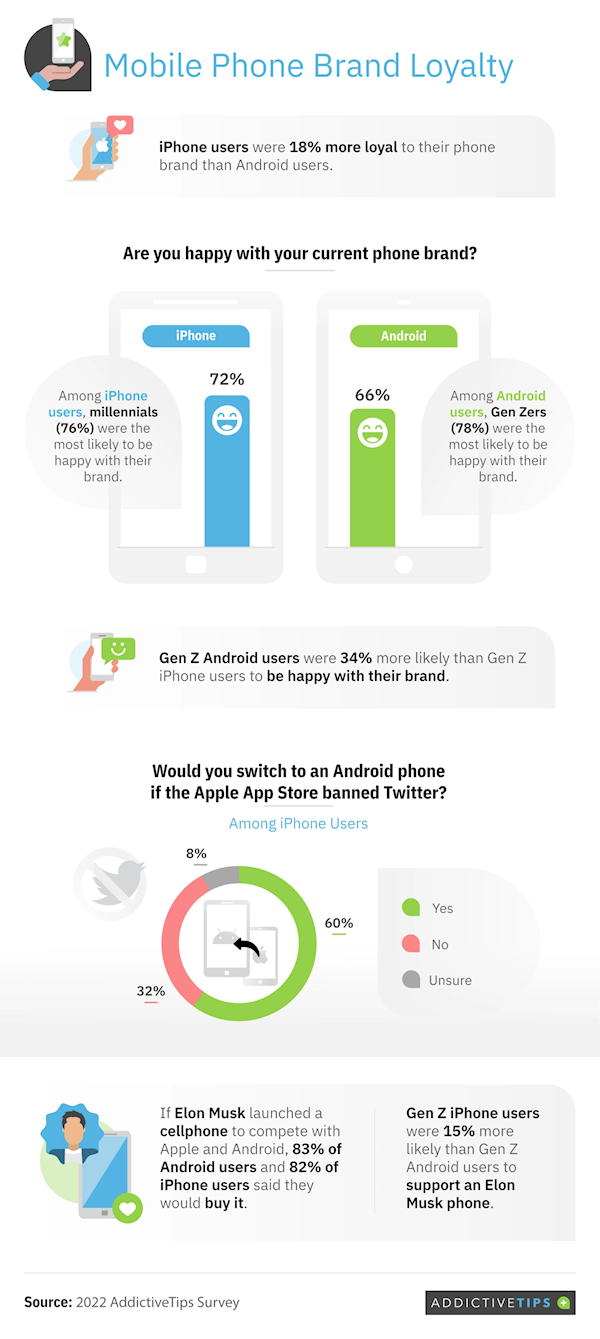 Mobile Phone Brand Loyalty
iPhone users were 18% more loyal to their phone
brand than Android users.
Are you happy with your current phone brand?
iPhone
72%
Among iPhone
users, millennials
(76%) were the
most likely to be
happy with their
brand.
Android
66%
Among Android
users, Gen Zers
(78%) were the
most likely to be
happy with their
brand.
Gen Z Android users were 34% more likely than Gen Z
iPhone users to be happy with their brand.
Would you switch to an Android phone
if the Apple App Store banned Twitter?
Among iPhone Users
8%
60%
32%
Yes
No
Unsure
If Elon Musk launched a
cellphone to compete with
Apple and Android, 83% of
Android users and 82% of
iPhone users said they
would buy it.
Gen Z iPhone users
were 15% more
likely than Gen Z
Android users to
support an Elon
Musk phone.
Source: 2022 AddictiveTips Survey
ADDICTIVETIPS